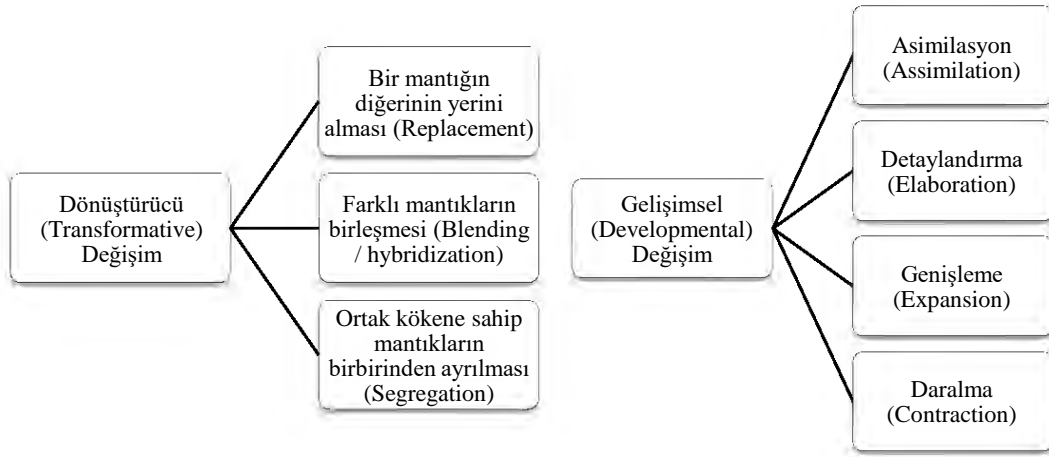 Dönüştürücü
(Transformative)
Değişim
Bir mantığın
diğerinin yerini
alması (Replacement)
Farklı mantıkların
birleşmesi (Blending
/ hybridization)
Ortak kökene sahip
mantıkların
birbirinden ayrılması
(Segregation)
Gelişimsel
(Developmental)
Değişim
Asimilasyon
(Assimilation)
Detaylandırma
(Elaboration)
Genişleme
(Expansion)
Daralma
(Contraction)